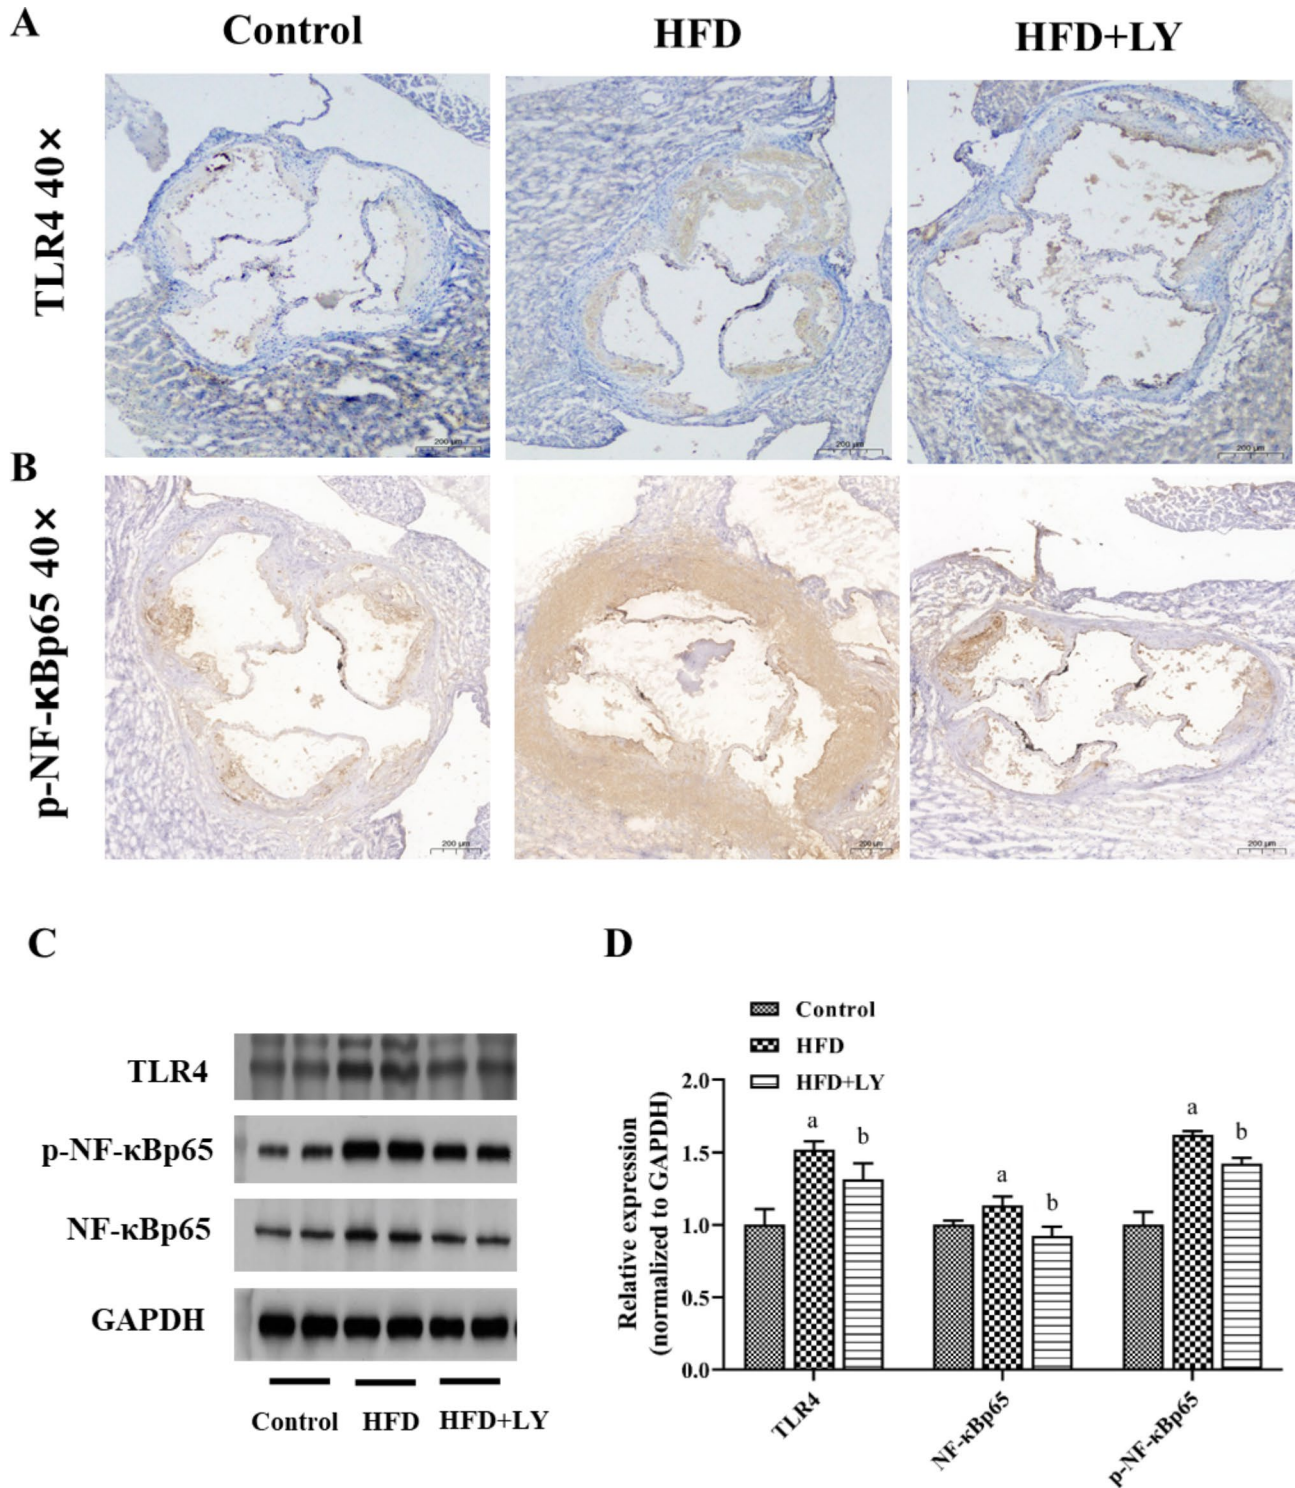 A
Control
HFD
HFD+LY
TLR4 40×
200 μm
200 μm
200 μm
B
p-NF-κBp65 40×
200 μm
200 μm
200 μm
C
TLR4
p-NF-κBp65
NF-κBp65
GAPDH
Control
HFD
HFD+LY
D
Control
HFD
HFD+LY
Relative expression
(normalized to GAPDH)
2.0
1.5
1.0
0.5
0.0
a
b
a
b
a
b
TLR4
NF-κBp65
p-NF-κBp65